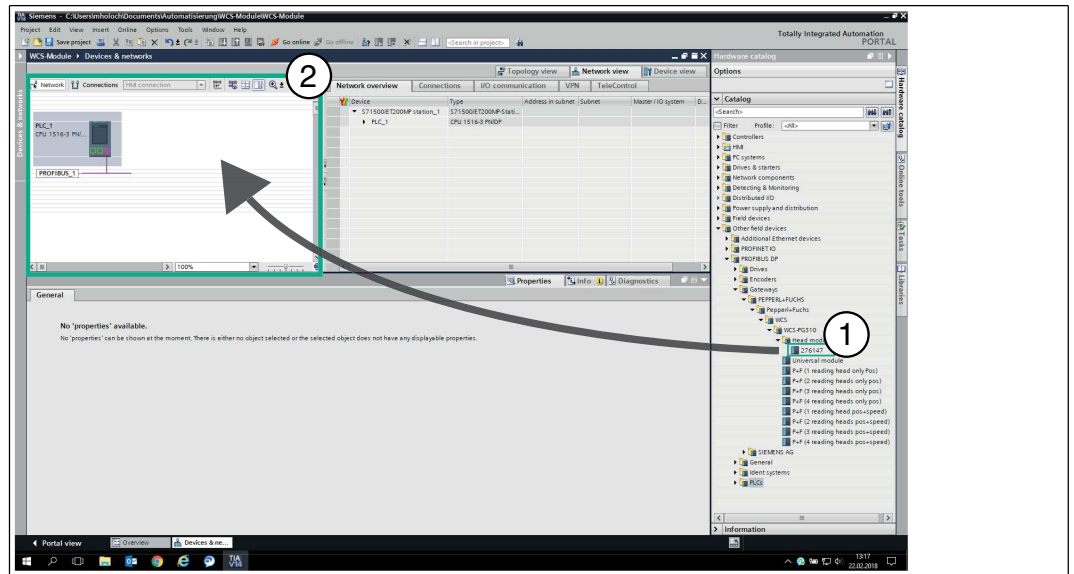 Siemens - C:\Users\mholoch\Documents\Automatisierung\WCS-Module\WCS-Module
Project Edit View Insert Online Options Tools Window Help
Totally Integrated Automation
PORTAL
Save project
Go online
Go offline
<Search in project>
WCS-Module
Devices & networks
Hardware catalog
Topology view
Network view
Device view
Options
Network
Connections
HMI connection
2
Network overview
Connections
I/O communication
VPN
TeleControl
Device
Type
Address in subnet
Subnet
Master / IO system
D...
S71500/ET200MP station_1
S71500/ET200MP-Stati...
PLC_1
CPU 1516-3 PN/DP
PLC_1
CPU 1516-3 PN/...
PROFIBUS_1
100%
Devices & networks
Catalog
<Search>
Filter
Profile:
<All>
Controllers
HMI
PC systems
Drives & starters
Network components
Detecting & Monitoring
Distributed I/O
Power supply and distribution
Field devices
Other field devices
Additional Ethernet devices
PROFINET IO
PROFIBUS DP
Drives
Encoders
Gateways
PEPPERL+FUCHS
Pepperl+Fuchs
WCS
WCS-PG310
1
Head mod
276147
Universal module
P+F (1 reading head only Pos)
P+F (2 reading heads only pos)
P+F (3 reading heads only pos)
P+F (4 reading heads only pos)
P+F (1 reading head pos+speed)
P+F (2 reading heads pos+speed)
P+F (3 reading heads pos+speed)
P+F (4 reading heads pos+speed)
SIEMENS AG
General
Ident systems
PLCs
Information
Hardware catalog
Online tools
Tasks
Libraries
Properties
Info
Diagnostics
General
No 'properties' available.
No 'properties' can be shown at the moment. There is either no object selected or the selected object does not have any displayable properties.
Portal view
Overview
Devices & ne...
TIA
V14
13:17
22.02.2018